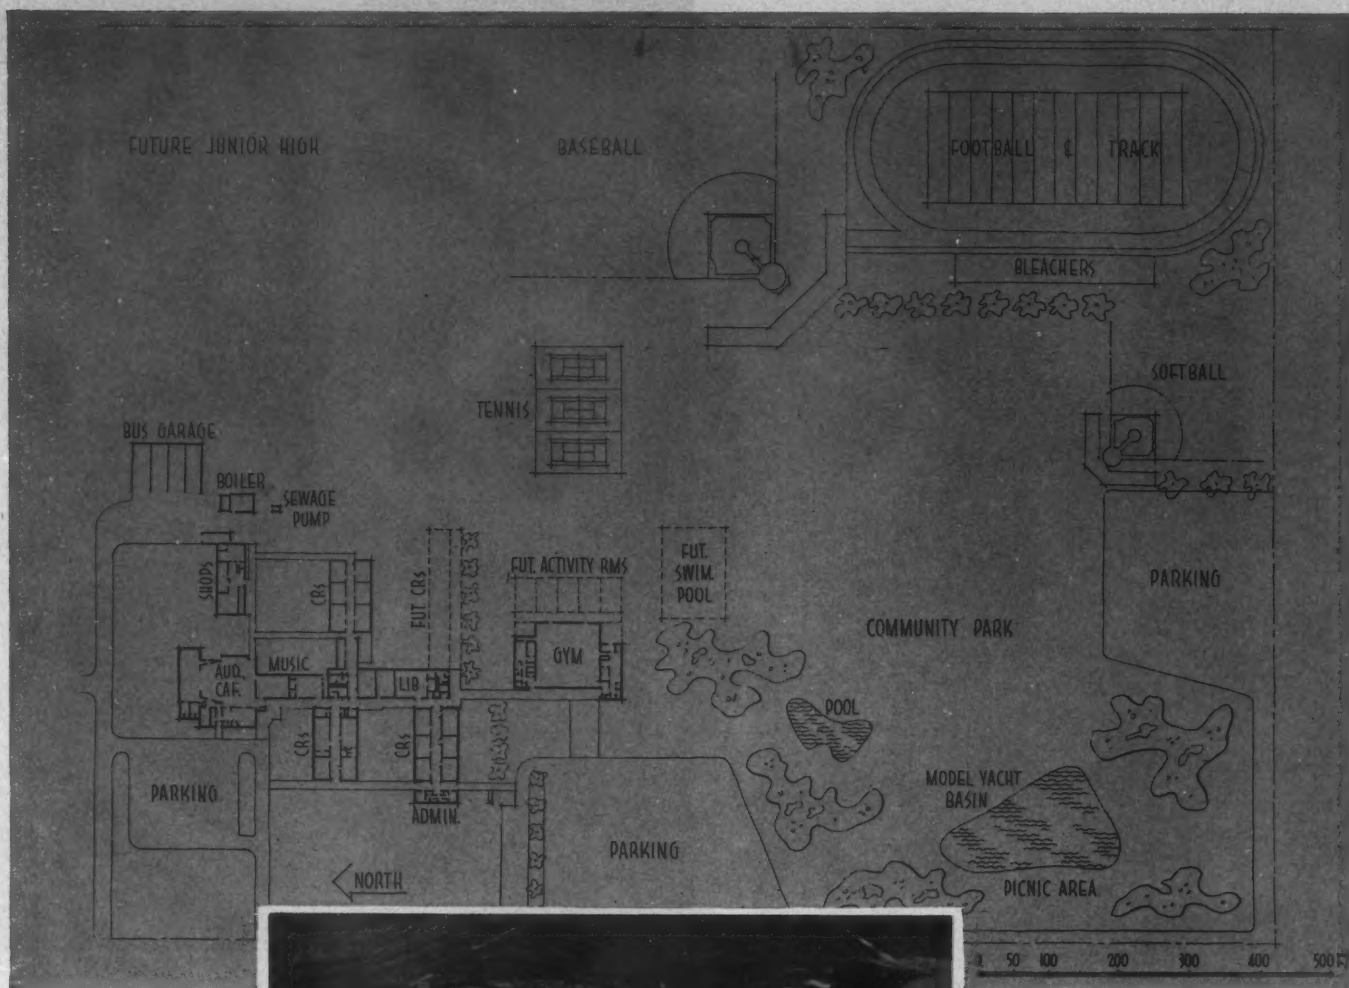 FUTURE JUNIOR HIGH
BASEBALL
FOOTBALL & TRACK
BLEACHERS
SOFTBALL
TENNIS
BUS GARAGE
BOILER
SEWAGE
PUMP
SHOPS
CRs
FUT. CRs
FUT. ACTIVITY RMS
FUT.
SWIM.
POOL
PARKING
COMMUNITY PARK
MUSIC
AUD.
CAF.
LIB
GYM
POOL
CRs
CRs
MODEL YACHT
BASIN
PARKING
ADMIN.
PARKING
NORTH
PICNIC AREA
0 50 100 200 300 400 500 FT